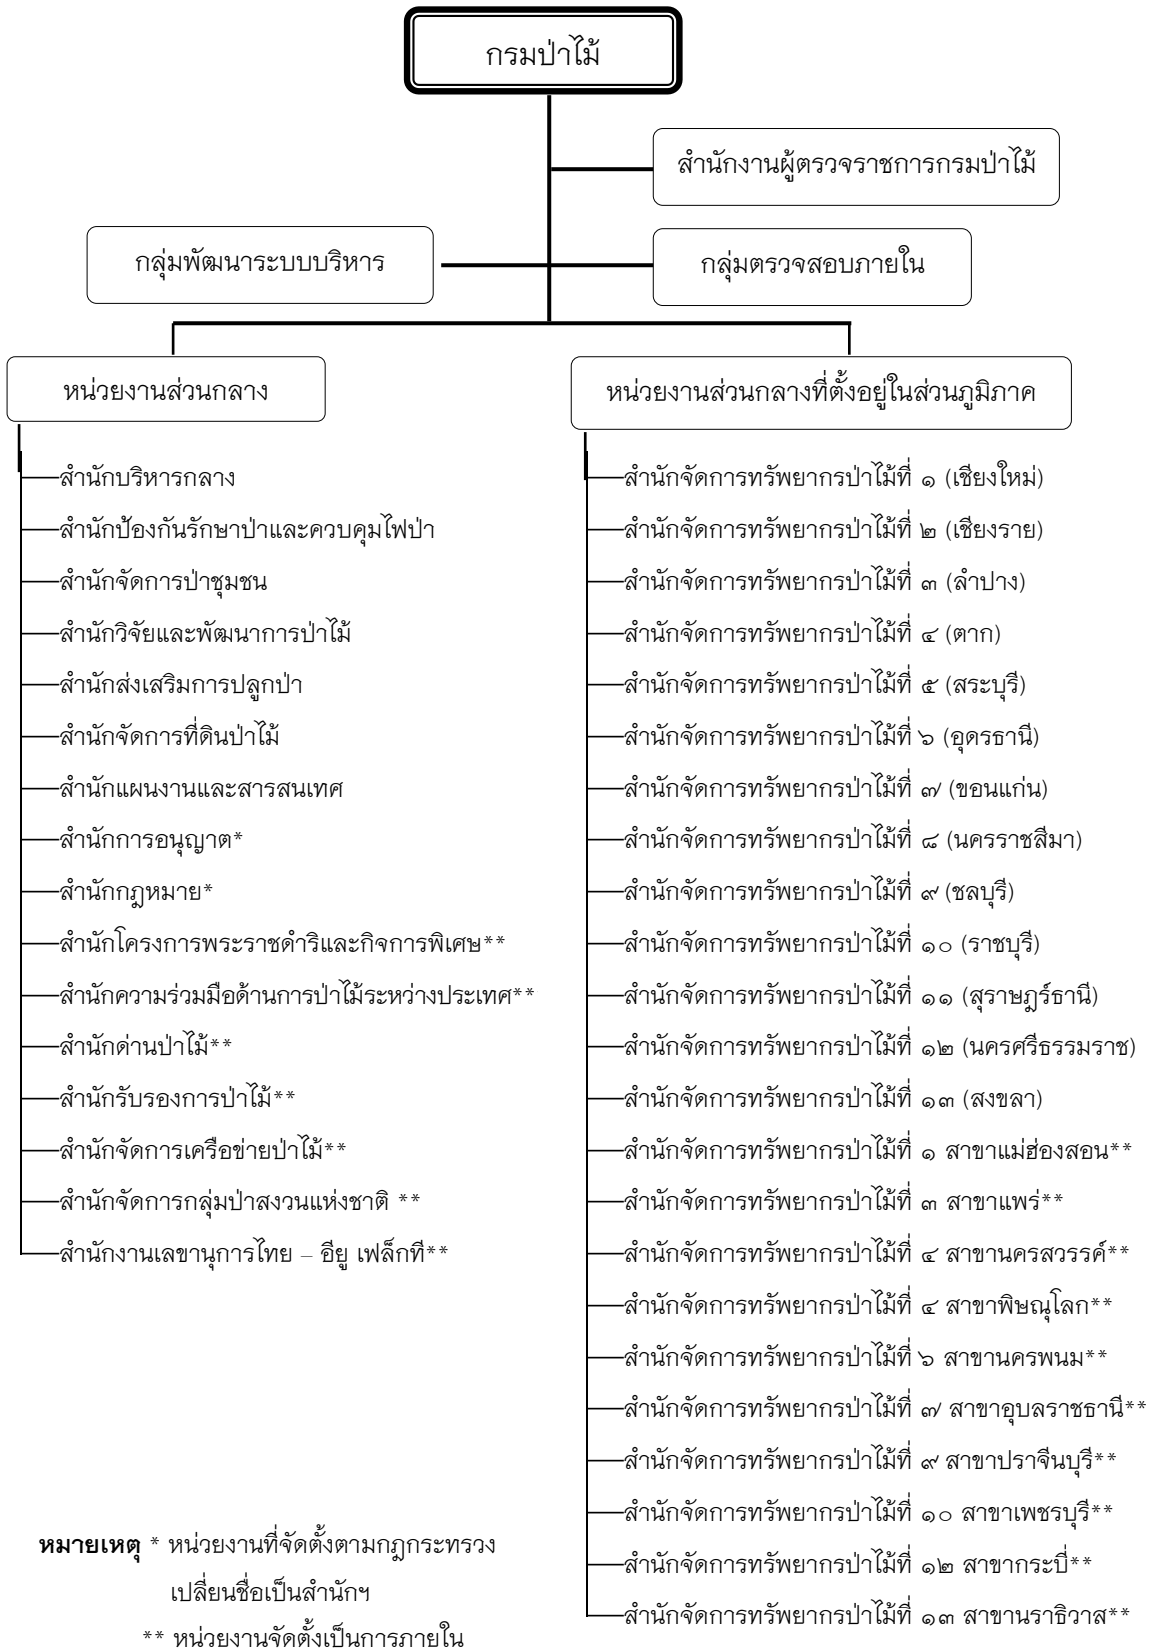 กรมป่าไม้
สำนักงานผู้ตรวจราชการกรมป่าไม้
กลุ่มพัฒนาระบบบริหาร
กลุ่มตรวจสอบภายใน
หน่วยงานส่วนกลาง
สำนักบริหารกลาง
สำนักป้องกันรักษาป่าและควบคุมไฟป่า
สำนักจัดการป่าชุมชน
สำนักวิจัยและพัฒนาการป่าไม้
สำนักส่งเสริมการปลูกป่า
สำนักจัดการที่ดินป่าไม้
สำนักแผนงานและสารสนเทศ
สำนักการอนุญาต*
สำนักกฎหมาย*
สำนักโครงการพระราชดำริและกิจการพิเศษ**
สำนักความร่วมมือด้านการป่าไม้ระหว่างประเทศ**
สำนักด่านป่าไม้**
สำนักรับรองการป่าไม้**
สำนักจัดการเครือข่ายป่าไม้**
สำนักจัดการกลุ่มป่าสงวนแห่งชาติ **
สำนักงานเลขานุการไทย – อียู เฟล็กที**
หน่วยงานส่วนกลางที่ตั้งอยู่ในส่วนภูมิภาค
สำนักจัดการทรัพยากรป่าไม้ที่ ๑ (เชียงใหม่)
สำนักจัดการทรัพยากรป่าไม้ที่ ๒ (เชียงราย)
สำนักจัดการทรัพยากรป่าไม้ที่ ๓ (ลำปาง)
สำนักจัดการทรัพยากรป่าไม้ที่ ๔ (ตาก)
สำนักจัดการทรัพยากรป่าไม้ที่ ๕ (สระบุรี)
สำนักจัดการทรัพยากรป่าไม้ที่ ๖ (อุดรธานี)
สำนักจัดการทรัพยากรป่าไม้ที่ ๗ (ขอนแก่น)
สำนักจัดการทรัพยากรป่าไม้ที่ ๘ (นครราชสีมา)
สำนักจัดการทรัพยากรป่าไม้ที่ ๙ (ชลบุรี)
สำนักจัดการทรัพยากรป่าไม้ที่ ๑๐ (ราชบุรี)
สำนักจัดการทรัพยากรป่าไม้ที่ ๑๑ (สุราษฎร์ธานี)
สำนักจัดการทรัพยากรป่าไม้ที่ ๑๒ (นครศรีธรรมราช)
สำนักจัดการทรัพยากรป่าไม้ที่ ๑๓ (สงขลา)
สำนักจัดการทรัพยากรป่าไม้ที่ ๑ สาขาแม่ฮ่องสอน**
สำนักจัดการทรัพยากรป่าไม้ที่ ๓ สาขาแพร่**
สำนักจัดการทรัพยากรป่าไม้ที่ ๔ สาขานครสวรรค์**
สำนักจัดการทรัพยากรป่าไม้ที่ ๔ สาขาพิษณุโลก**
สำนักจัดการทรัพยากรป่าไม้ที่ ๖ สาขานครพนม**
สำนักจัดการทรัพยากรป่าไม้ที่ ๗ สาขาอุบลราชธานี**
สำนักจัดการทรัพยากรป่าไม้ที่ ๙ สาขาปราจีนบุรี**
สำนักจัดการทรัพยากรป่าไม้ที่ ๑๐ สาขาเพชรบุรี**
สำนักจัดการทรัพยากรป่าไม้ที่ ๑๒ สาขากระบี่**
สำนักจัดการทรัพยากรป่าไม้ที่ ๑๓ สาขานราธิวาส**
หมายเหตุ * หน่วยงานที่จัดตั้งตามกฎกระทรวง
เปลี่ยนชื่อเป็นสำนักฯ
** หน่วยงานจัดตั้งเป็นการภายใน